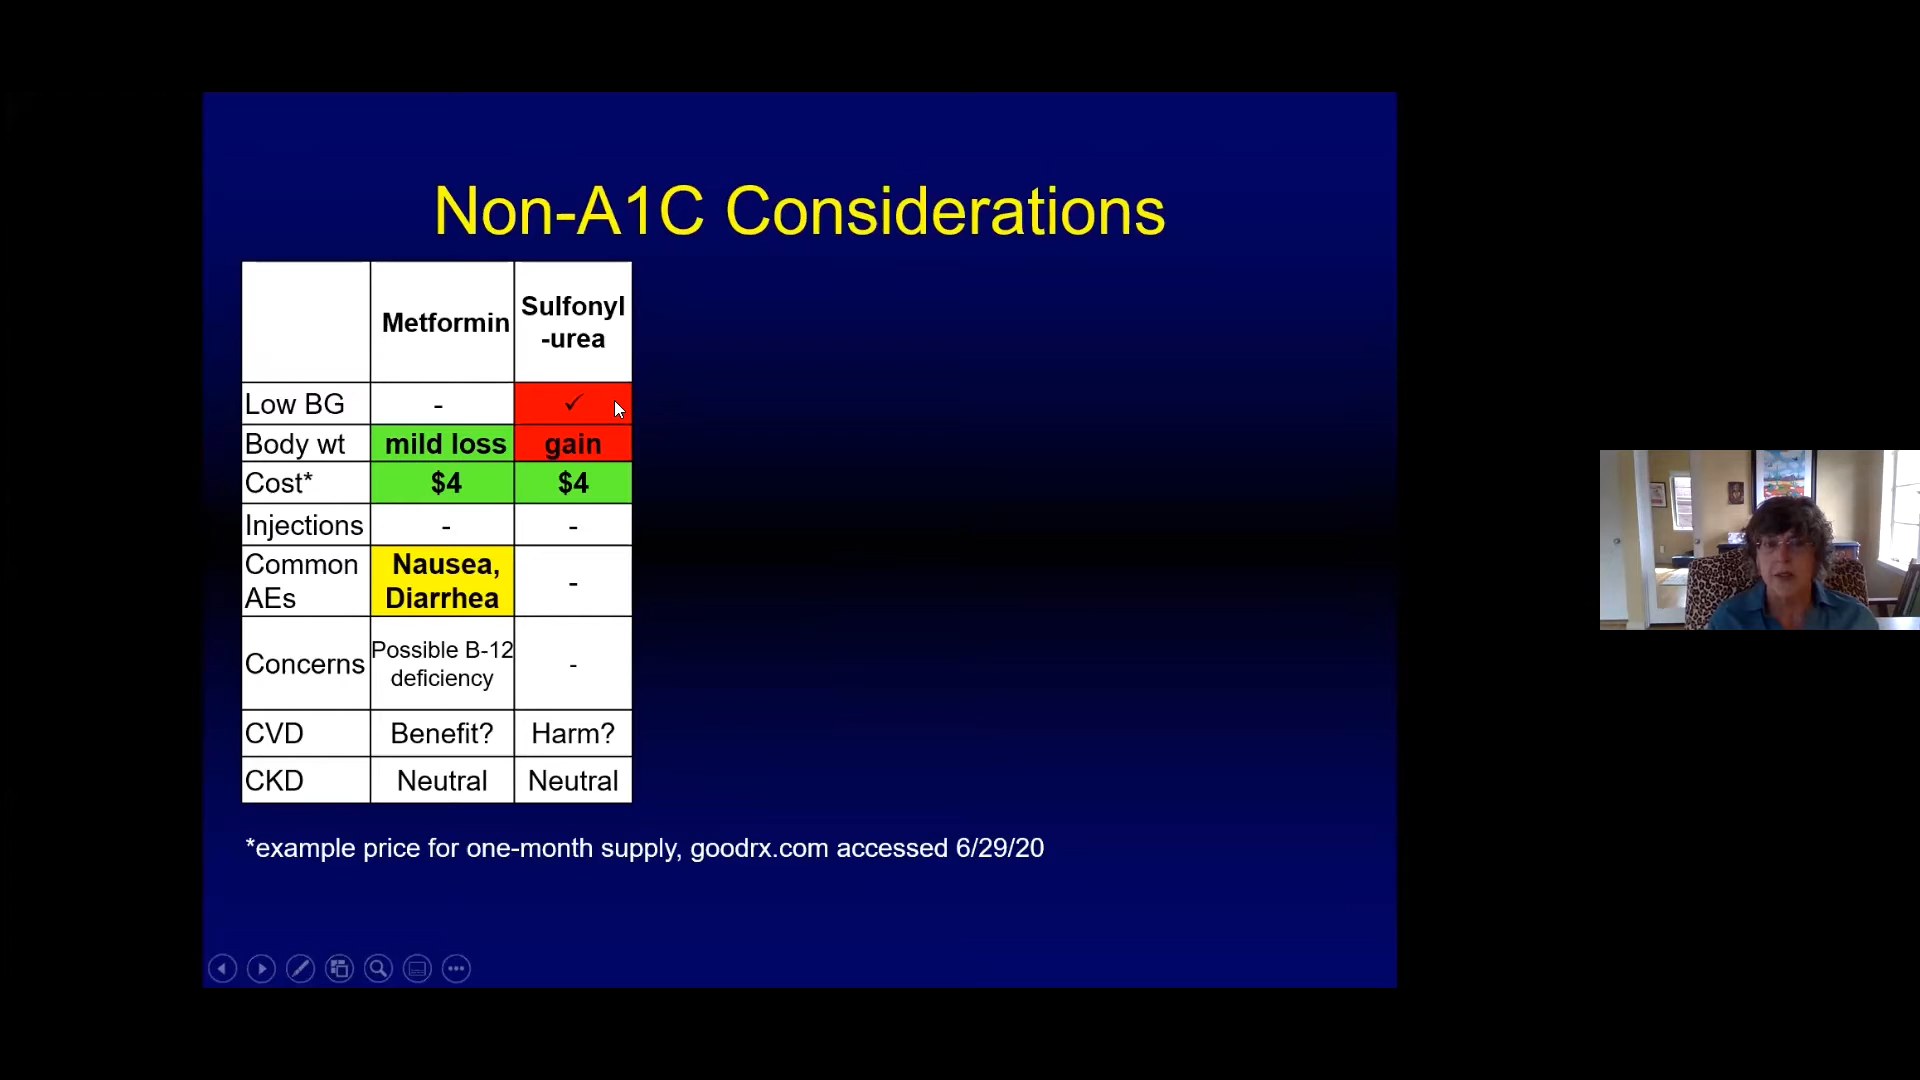 Non-A1C Considerations
Metformin
Sulfonyl
-urea
Low BG - ✓
Body wt mild loss gain
Cost* $4 $4
Injections - -
Common
AEs
Nausea,
Diarrhea
-
Concerns
Possible B-12
deficiency
-
CVD Benefit? Harm?
CKD Neutral Neutral
*example price for one-month supply, goodrx.com accessed 6/29/20